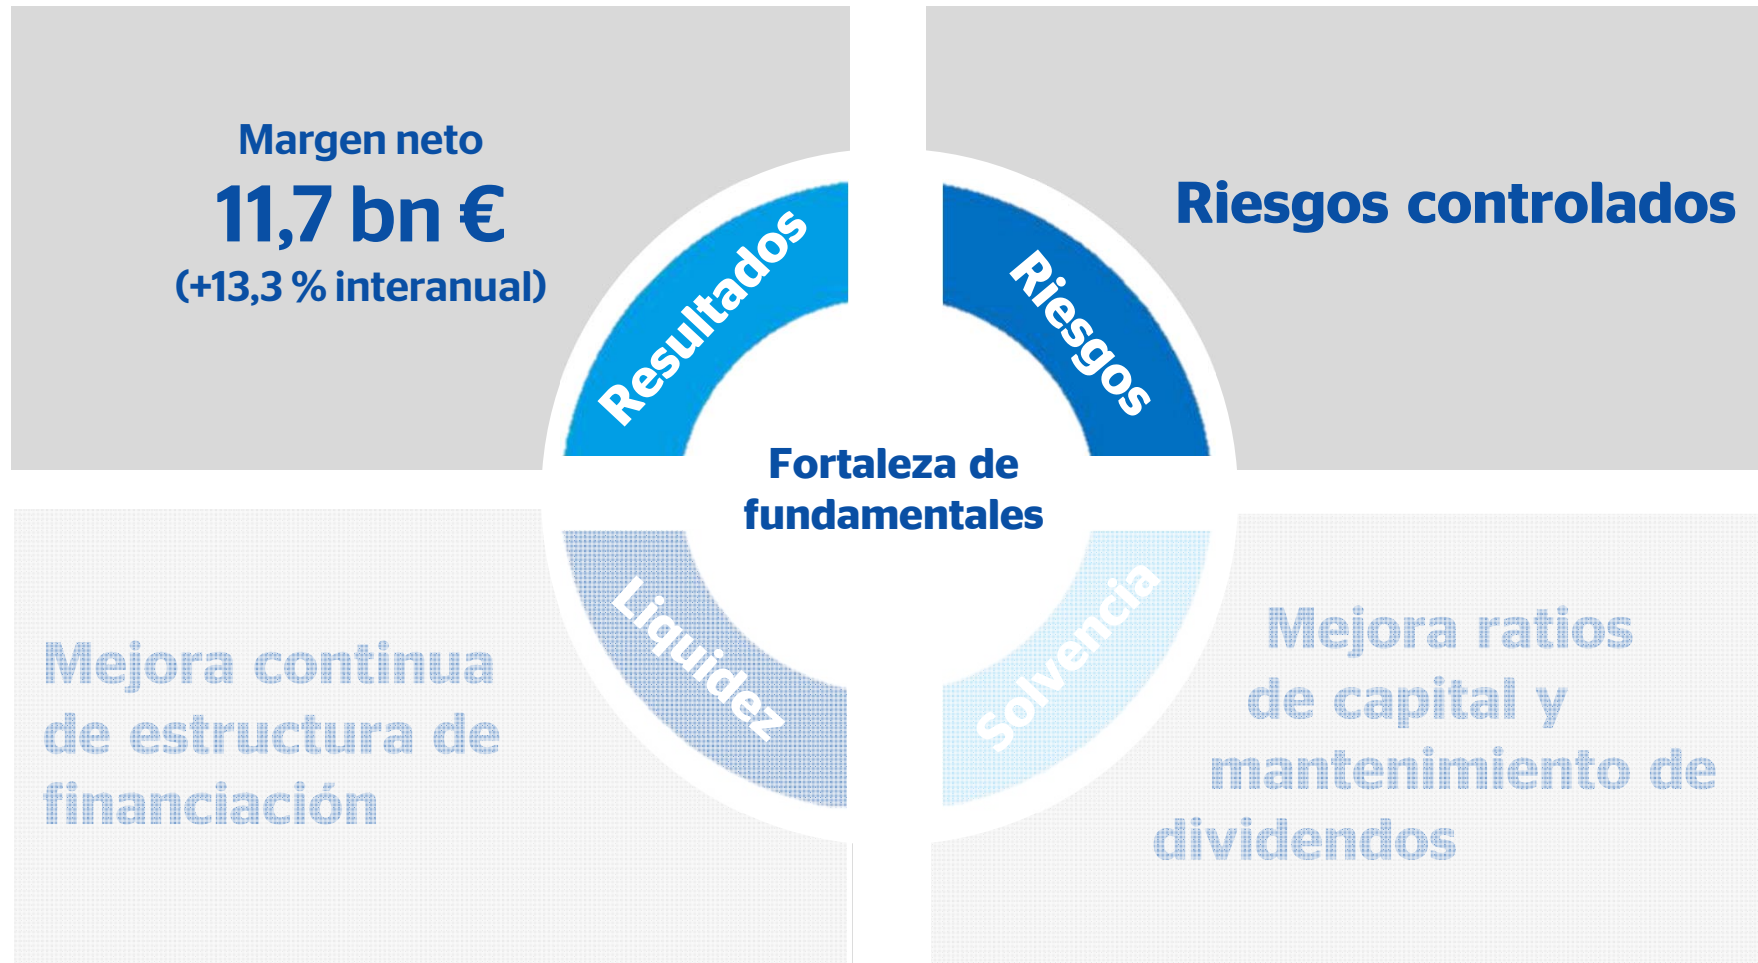 Margen neto
11,7 bn €
(+13,3 % interanual)
Resultados
Riesgos controlados
Riesgos
Fortaleza de
fundamentales
Liquidez
Mejora continua
de estructura de
financiación
Solvencia
Mejora ratios
de capital y
mantenimiento de
dividendos